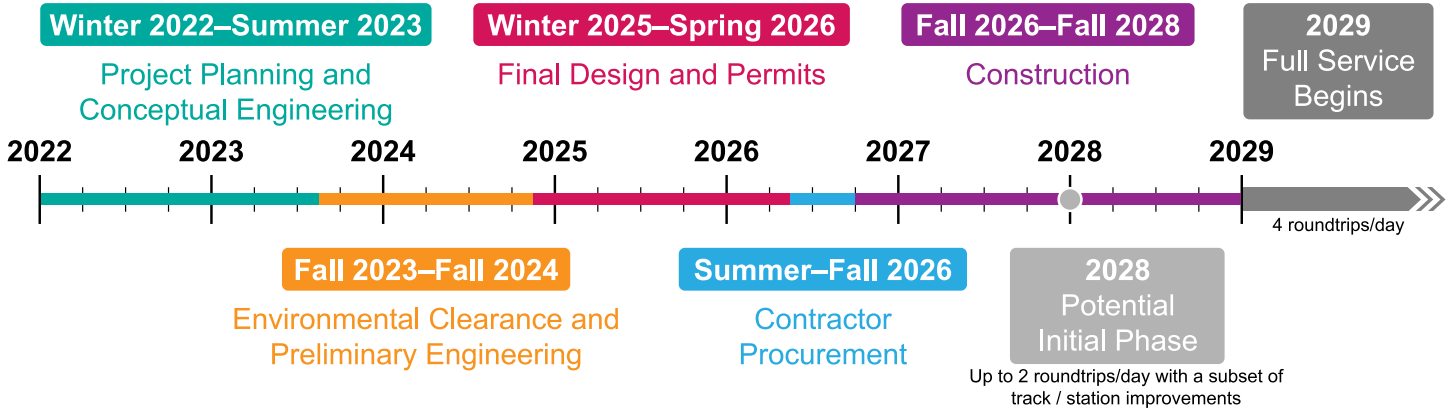 Winter 2022–Summer 2023
Project Planning and
Conceptual Engineering
Winter 2025–Spring 2026
Final Design and Permits
Fall 2026–Fall 2028
Construction
2029
Full Service
Begins
2022 2023 2024 2025 2026 2027 2028 2029
4 roundtrips/day
Fall 2023–Fall 2024
Environmental Clearance and
Preliminary Engineering
Summer–Fall 2026
Contractor
Procurement
2028
Potential
Initial Phase
Up to 2 roundtrips/day with a subset of
track / station improvements